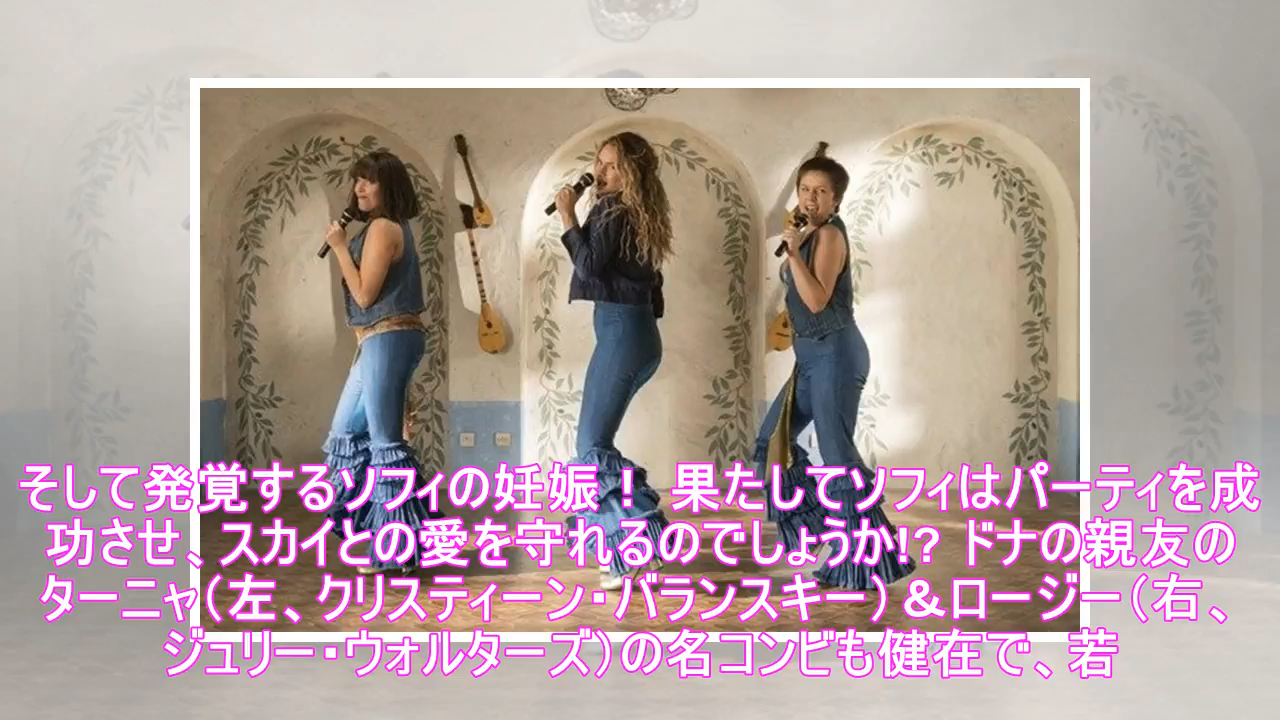 そして発覚するソフィの妊娠！ 果たしてソフィはパーティを成
功させ、スカイとの愛を守れるのでしょうか!? ドナの親友の
ターニャ（左、クリスティーン・バランスキー）＆ロージー（右、
ジュリー・ウォルターズ）の名コンビも健在で、若